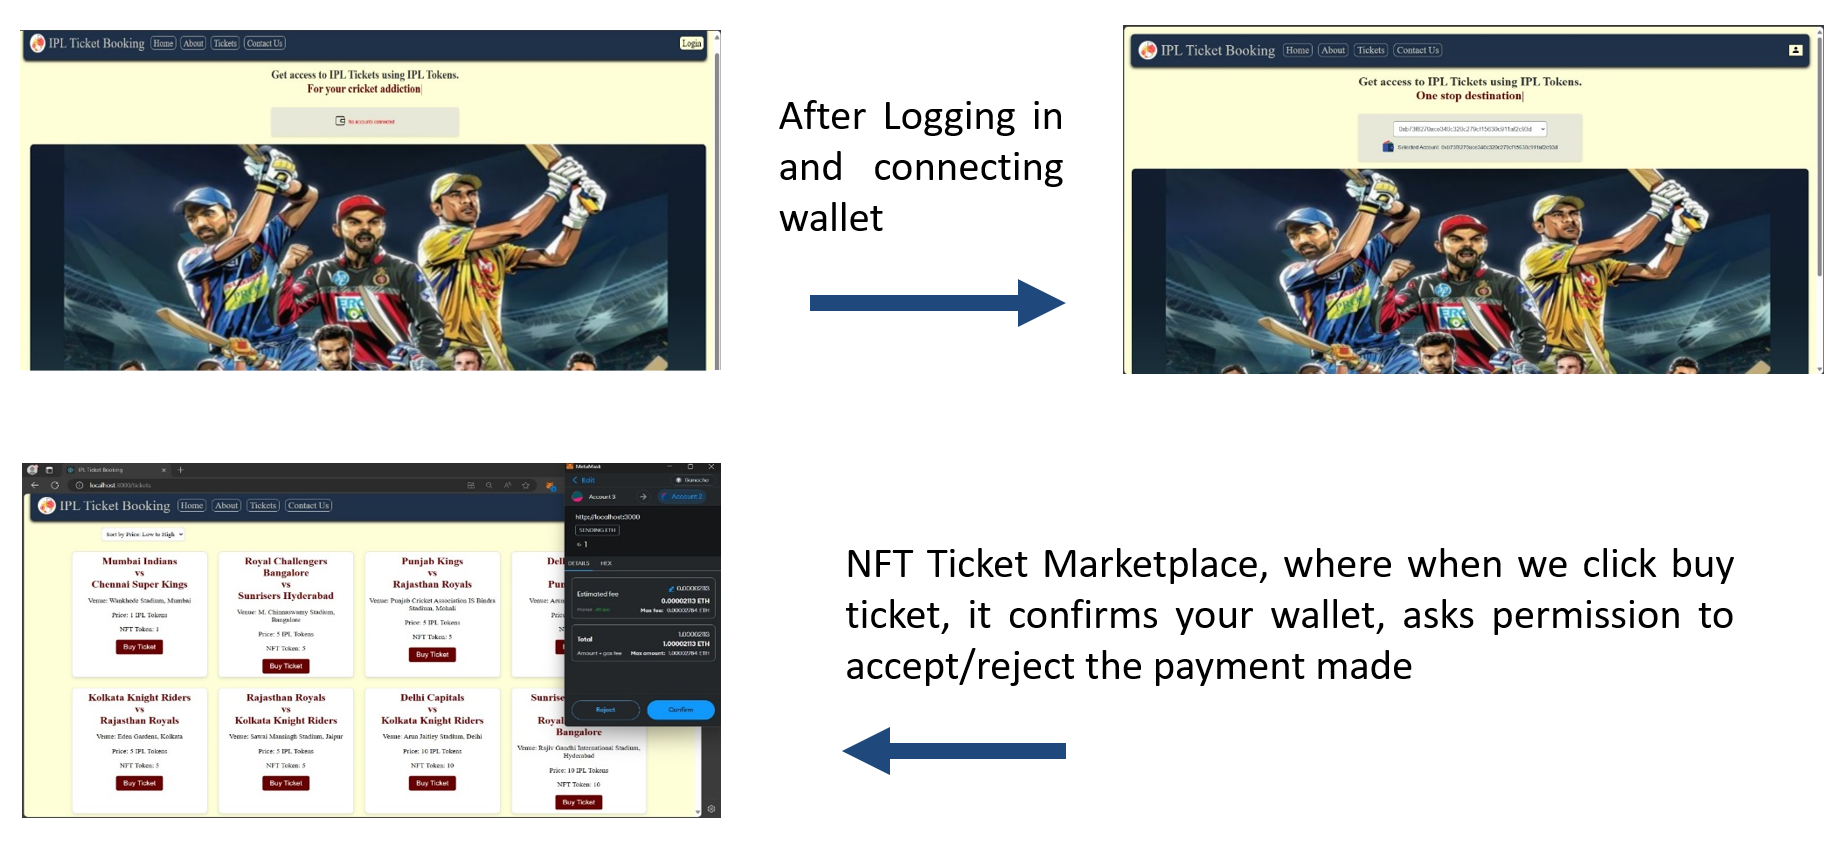 IPL Ticket Booking Home About Tickets Contact Us Login
Get access to IPL Tickets using IPL Tokens.
For your cricket addiction|
No accounts connected
After Logging in
and connecting
wallet
IPL Ticket Booking Home About Tickets Contact Us
Get access to IPL Tickets using IPL Tokens.
One stop destination|
Selected Account:
IPL Ticket Booking
localhost:3000/tickets
IPL Ticket Booking Home About Tickets Contact Us
Sort by Price: Low to High
Mumbai Indians
vs
Chennai Super Kings
Venue: Wankhede Stadium, Mumbai
Price: 1 IPL Tokens
NFT Token: 1
Buy Ticket
Royal Challengers
Bangalore
vs
Sunrisers Hyderabad
Venue: M. Chinnaswamy Stadium,
Bangalore
Price: 5 IPL Tokens
NFT Token: 5
Buy Ticket
Punjab Kings
vs
Rajasthan Royals
Venue: Punjab Cricket Association IS Bindra
Stadium, Mohali
Price: 5 IPL Tokens
NFT Token: 5
Buy Ticket
Kolkata Knight Riders
vs
Rajasthan Royals
Venue: Eden Gardens, Kolkata
Price: 5 IPL Tokens
NFT Token: 5
Buy Ticket
Rajasthan Royals
vs
Kolkata Knight Riders
Venue: Sawai Mansingh Stadium, Jaipur
Price: 5 IPL Tokens
NFT Token: 5
Buy Ticket
Delhi Capitals
vs
Kolkata Knight Riders
Venue: Arun Jaitley Stadium, Delhi
Price: 10 IPL Tokens
NFT Token: 10
Buy Ticket
Bangalore
Venue: Rajiv Gandhi International Stadium,
Hyderabad
Price: 10 IPL Tokens
NFT Token: 10
Buy Ticket
MetaMask
Edit Ganache
Account 3 Account 2
http://localhost:3000
SENDING ETH
1
DETAILS HEX
Estimated fee 0.00002113
0.00002113 ETH
Max fee: 0.00002784 ETH
Total 1.00002113
1.00002113 ETH
Amount + gas fee Max amount: 1.00002784 ETH
Reject Confirm
NFT Ticket Marketplace, where when we click buy
ticket, it confirms your wallet, asks permission to
accept/reject the payment made